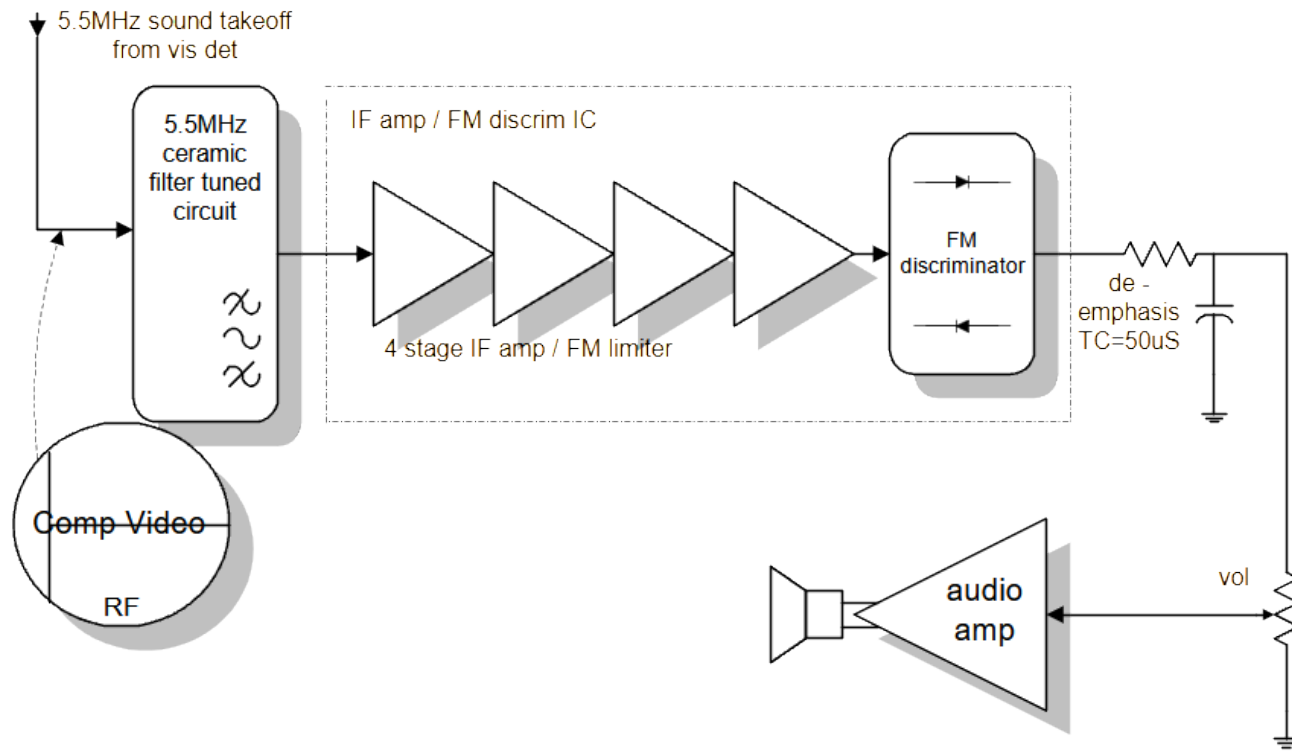 5.5MHz sound takeoff
from vis det
5.5MHz
ceramic
filter tuned
circuit
IF amp / FM discrim IC
4 stage IF amp / FM limiter
FM
discriminator
de -
emphasis
TC=50uS
Comp Video
RF
audio
amp
vol